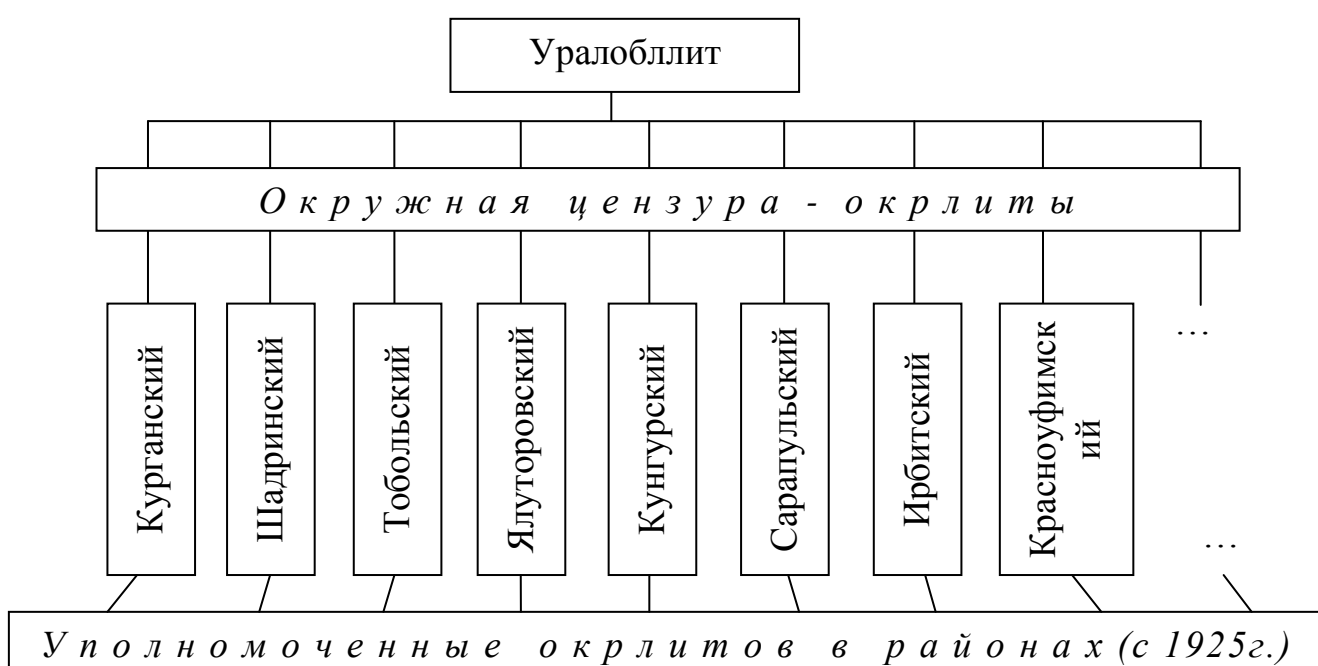 Уралобллит
Окружная цензура - окрлиты
Курганский
Шадринский
Тобольский
Ялуторовский
Кунгурский
Сарапульский
Ирбитский
Красноуфимск
ий
...
...
Уполномоченные окрлитов в районах (с 1925г.)